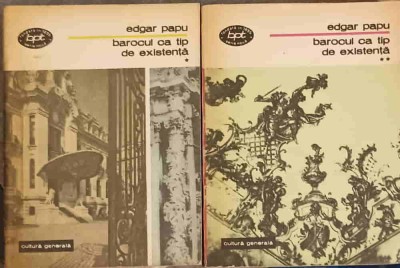 edgar papu
barocul ca tip
de existență
*
bpt
cultură generală
edgar papu
barocul ca tip
de existență
**
bpt
cultură generală